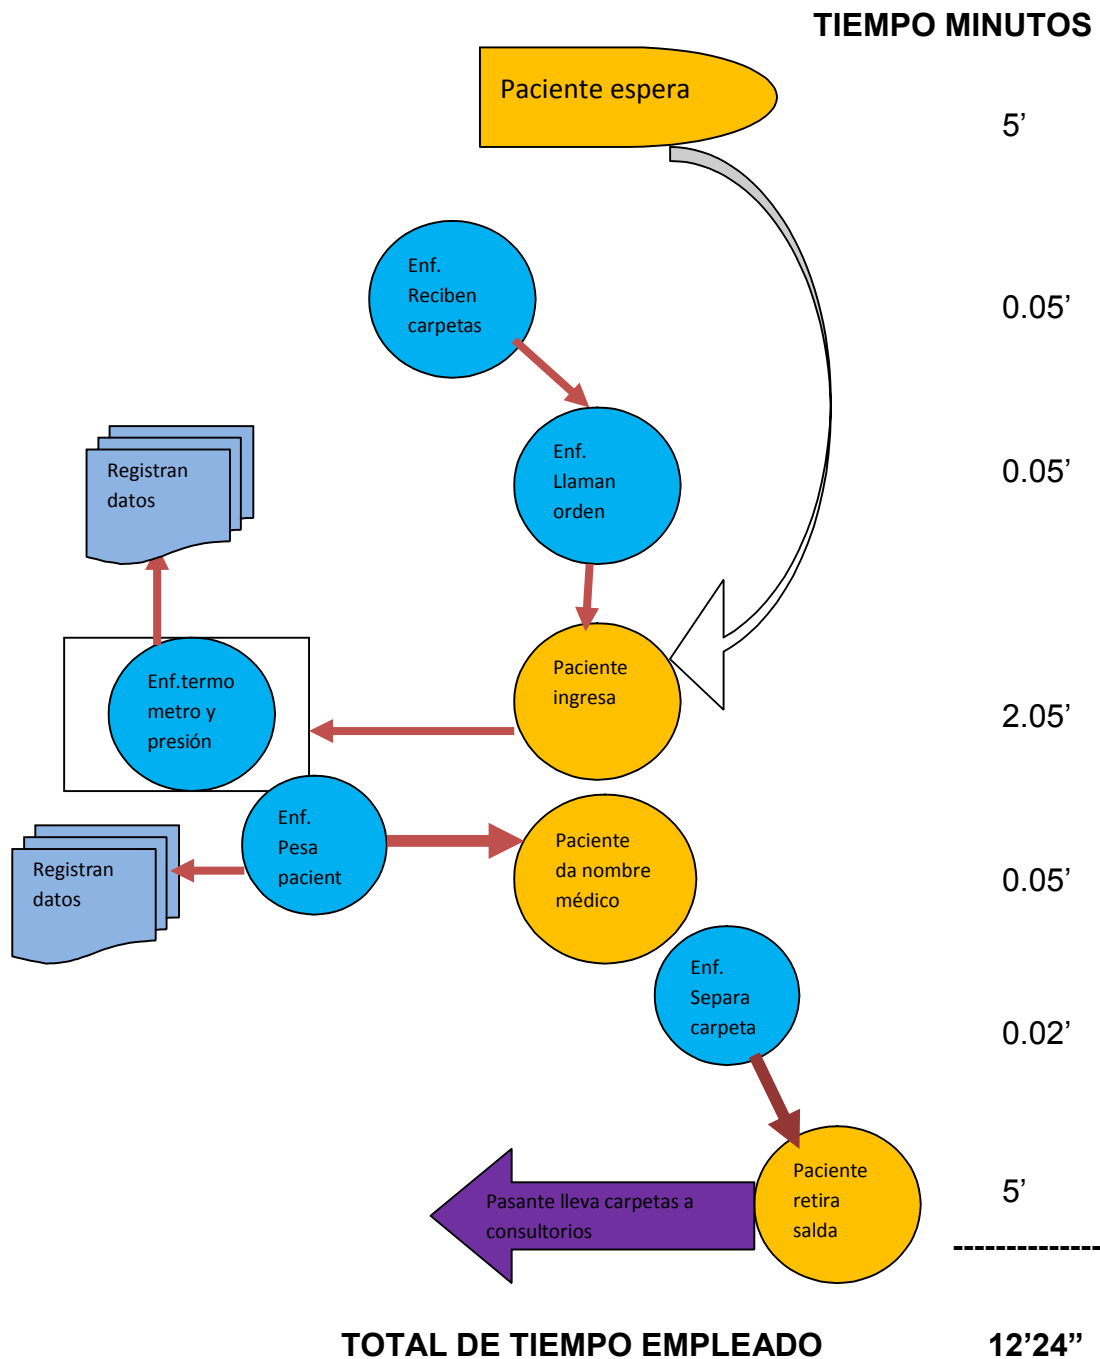 TIEMPO MINUTOS
Paciente espera
5’
Enf.
Reciben
carpetas
0.05’
Enf.
Llaman
orden
0.05’
Registran
datos
Paciente
ingresa
Enf.termo
metro y
presión
2.05’
Enf.
Pesa
pacient
Paciente
da nombre
médico
Registran
datos
0.05’
Enf.
Separa
carpeta
0.02’
Paciente
retira
salda
5’
Pasante lleva carpetas a
consultorios
--------------
TOTAL DE TIEMPO EMPLEADO 12’24”